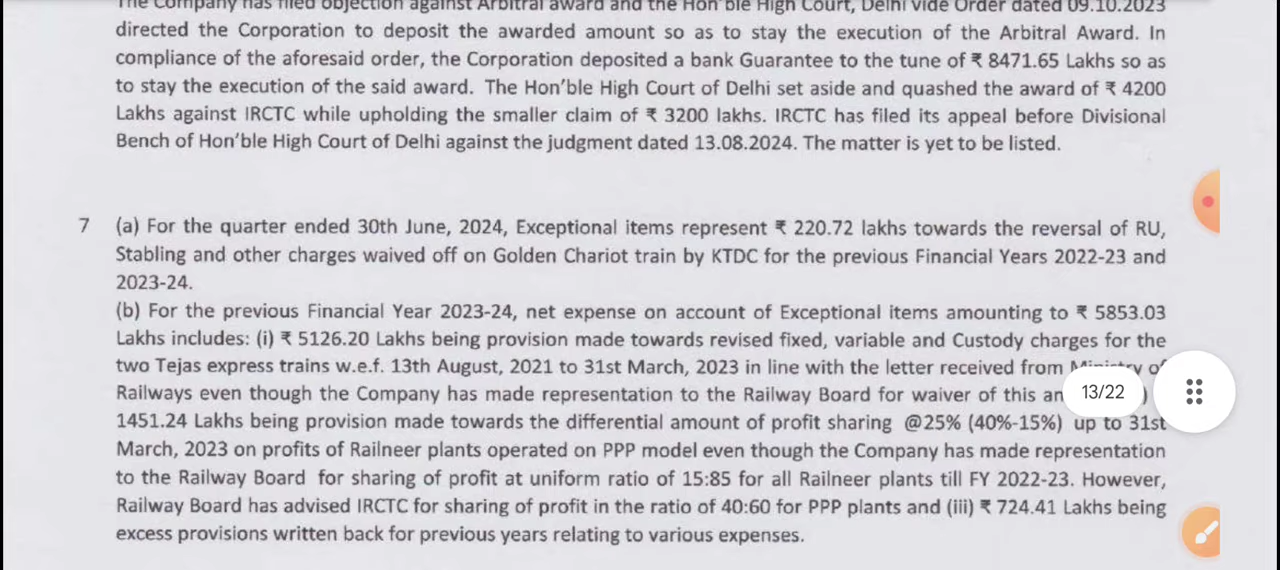 The Company has filed objection against Arbitral award and the Hon'ble High Court, Delhi vide Order dated 09.10.2023
directed the Corporation to deposit the awarded amount so as to stay the execution of the Arbitral Award. In
compliance of the aforesaid order, the Corporation deposited a bank Guarantee to the tune of ₹ 8471.65 Lakhs so as
to stay the execution of the said award. The Hon'ble High Court of Delhi set aside and quashed the award of ₹ 4200
Lakhs against IRCTC while upholding the smaller claim of ₹ 3200 lakhs. IRCTC has filed its appeal before Divisional
Bench of Hon'ble High Court of Delhi against the judgment dated 13.08.2024. The matter is yet to be listed.
7 (a) For the quarter ended 30th June, 2024, Exceptional items represent ₹ 220.72 lakhs towards the reversal of RU,
Stabling and other charges waived off on Golden Chariot train by KTDC for the previous Financial Years 2022-23 and
2023-24.
(b) For the previous Financial Year 2023-24, net expense on account of Exceptional items amounting to ₹ 5853.03
Lakhs includes: (i) ₹ 5126.20 Lakhs being provision made towards revised fixed, variable and Custody charges for the
two Tejas express trains w.e.f. 13th August, 2021 to 31st March, 2023 in line with the letter received from Ministry of
Railways even though the Company has made representation to the Railway Board for waiver of this )
13/22
1451.24 Lakhs being provision made towards the differential amount of profit sharing @25% (40%-15%) up to 31st
March, 2023 on profits of Railneer plants operated on PPP model even though the Company has made representation
to the Railway Board for sharing of profit at uniform ratio of 15:85 for all Railneer plants till FY 2022-23. However,
Railway Board has advised IRCTC for sharing of profit in the ratio of 40:60 for PPP plants and (iii) ₹ 724.41 Lakhs being
excess provisions written back for previous years relating to various expenses.